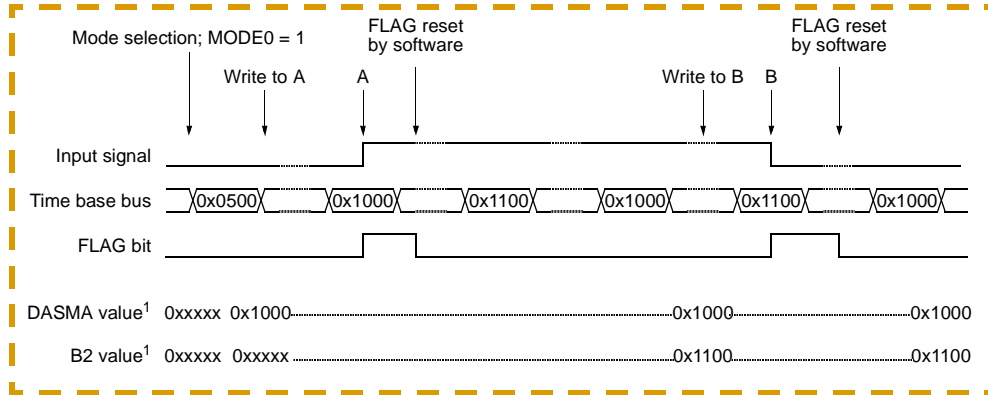 FLAG reset
by software
FLAG reset
by software
Mode selection; MODE0 = 1
Write to A A Write to B B
Input signal
Time base bus 0x0500 0x1000 0x1100 0x1000 0x1100 0x1000
FLAG bit
DASMA value1 0xxxxx 0x1000 0x1000 0x1000
B2 value1 0xxxxx 0xxxxx 0x1100 0x1100